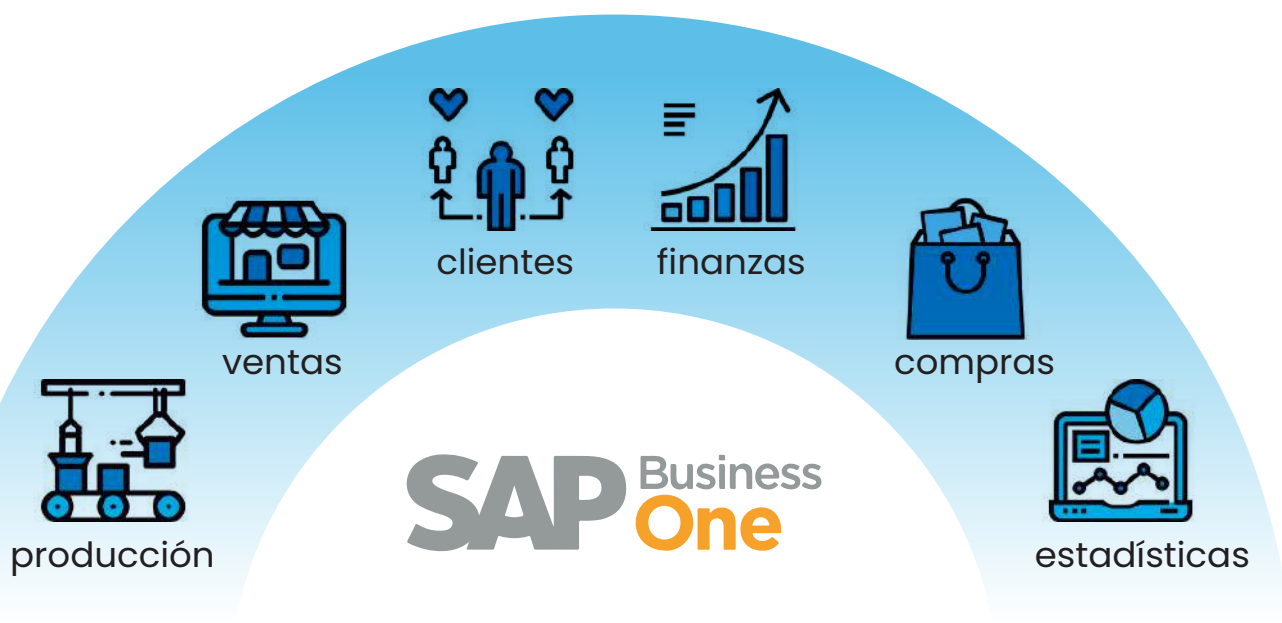 clientes
finanzas
ventas
compras
producción
estadísticas
SAP Business
One